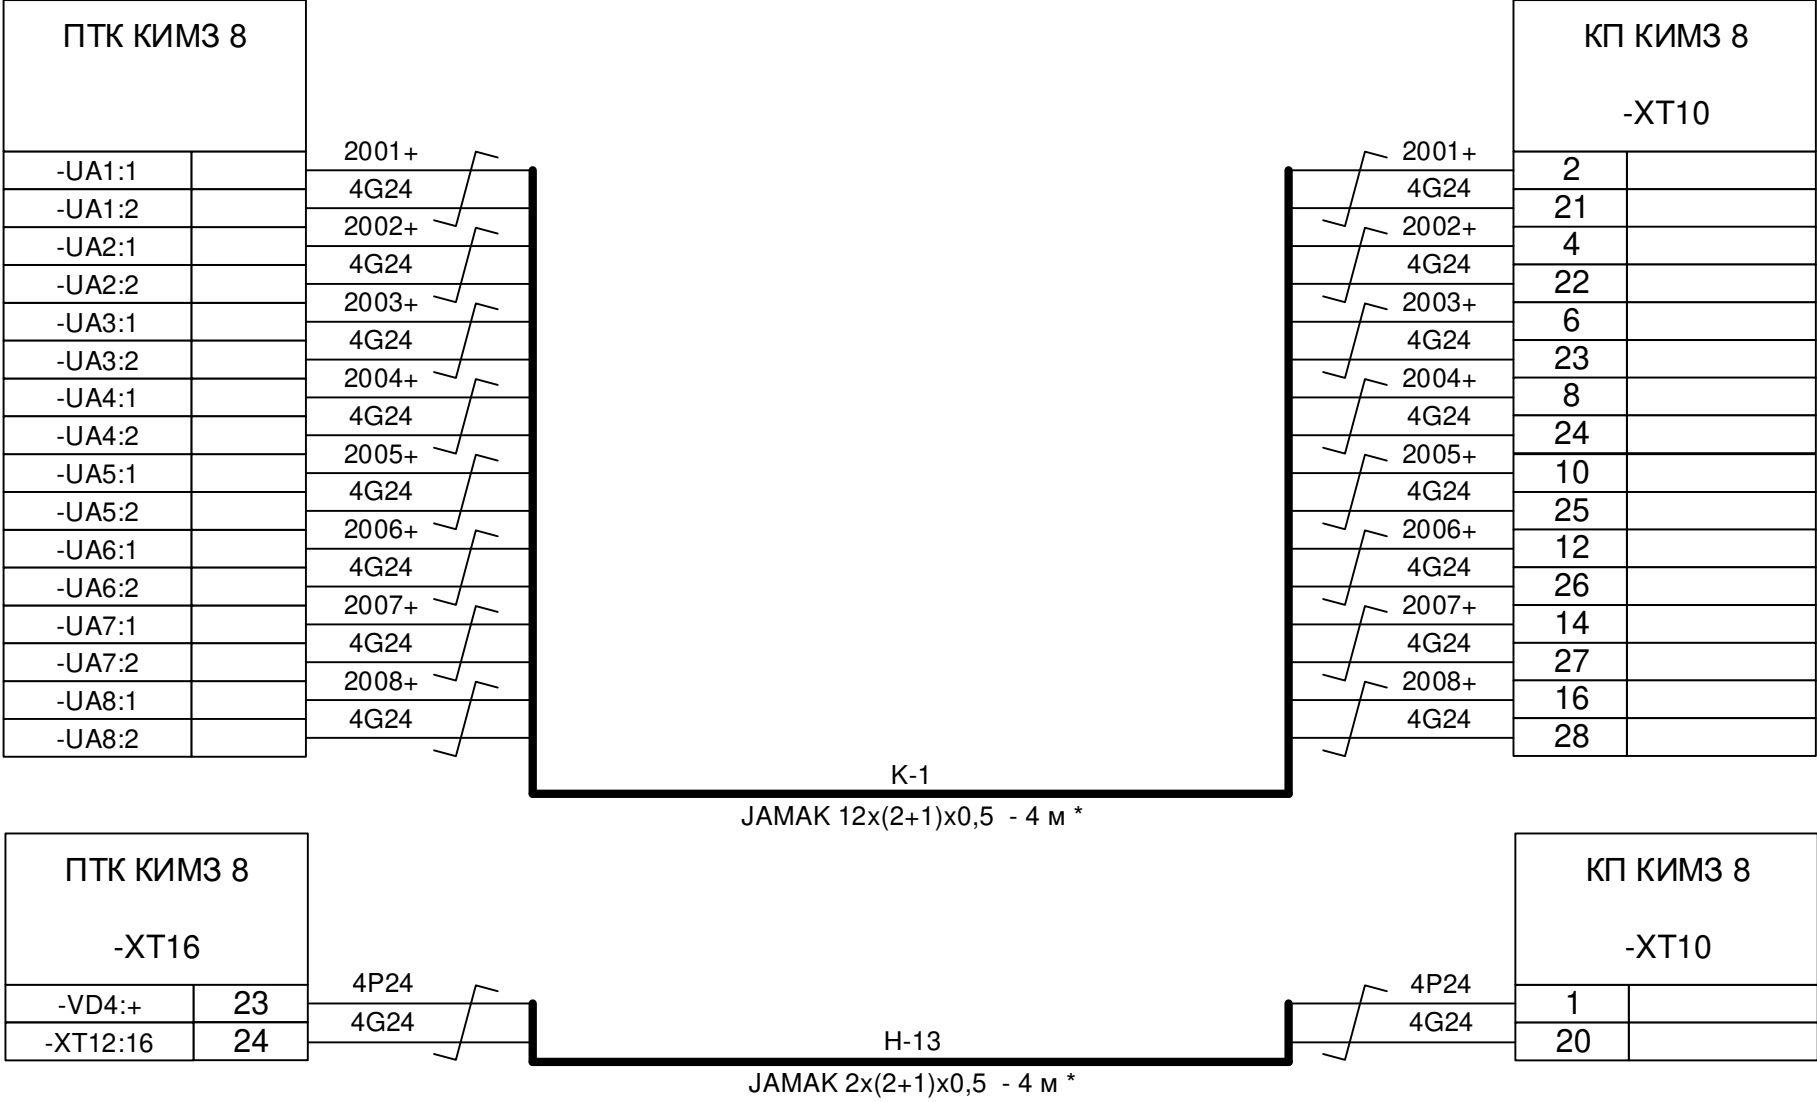 ПТК КИМЗ 8
КП КИМЗ 8
-XT10
-UA1:1 2001+ 2001+ 2
-UA1:2 4G24 4G24 21
-UA2:1 2002+ 2002+ 4
-UA2:2 4G24 4G24 22
-UA3:1 2003+ 2003+ 6
-UA3:2 4G24 4G24 23
-UA4:1 2004+ 2004+ 8
-UA4:2 4G24 4G24 24
-UA5:1 2005+ 2005+ 10
-UA5:2 4G24 4G24 25
-UA6:1 2006+ 2006+ 12
-UA6:2 4G24 4G24 26
-UA7:1 2007+ 2007+ 14
-UA7:2 4G24 4G24 27
-UA8:1 2008+ 2008+ 16
-UA8:2 4G24 4G24 28
К-1
JAMAK 12x(2+1)x0,5 - 4 м *
ПТК КИМЗ 8
-XT16
КП КИМЗ 8
-XT10
-VD4:+ 23 4P24 4P24 1
-XT12:16 24 4G24 4G24 20
Н-13
JAMAK 2x(2+1)x0,5 - 4 м *